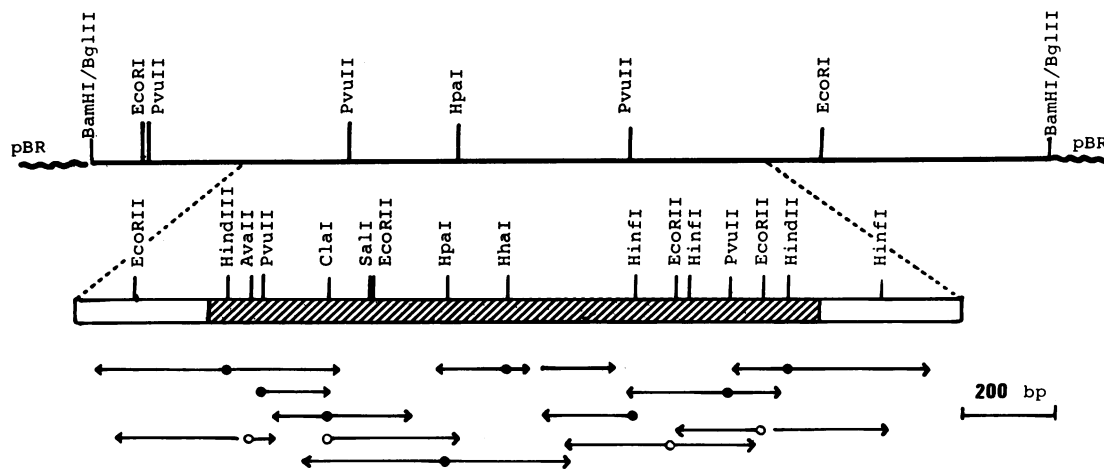 BamHI/BglII
EcoRI
PvuII
PvuII
HpaI
PvuII
EcoRI
BamHI/BglII
pBR
pBR
EcoRII
HindIII
AvaII
PvuII
ClaI
SalI
EcoRII
HpaI
HhaI
HinfI
EcoRII
HinfI
PvuII
EcoRII
HindII
HinfI
200 bp